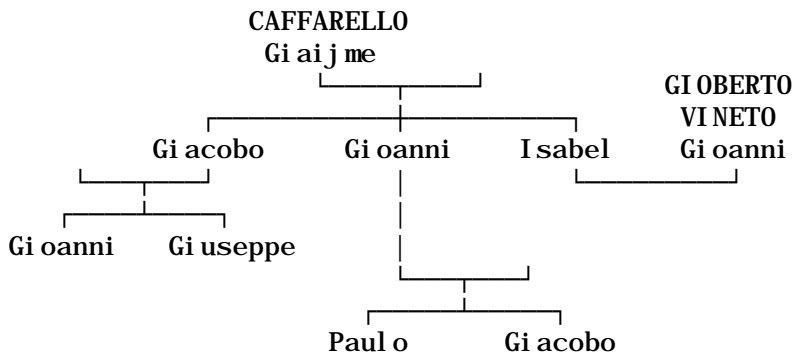 CAFFARELLO
Giaijme
GIOBERTO
VINETO
Giacobo Gioanni Isabel Gioanni
Gioanni Giuseppe
Paulo Giacobo